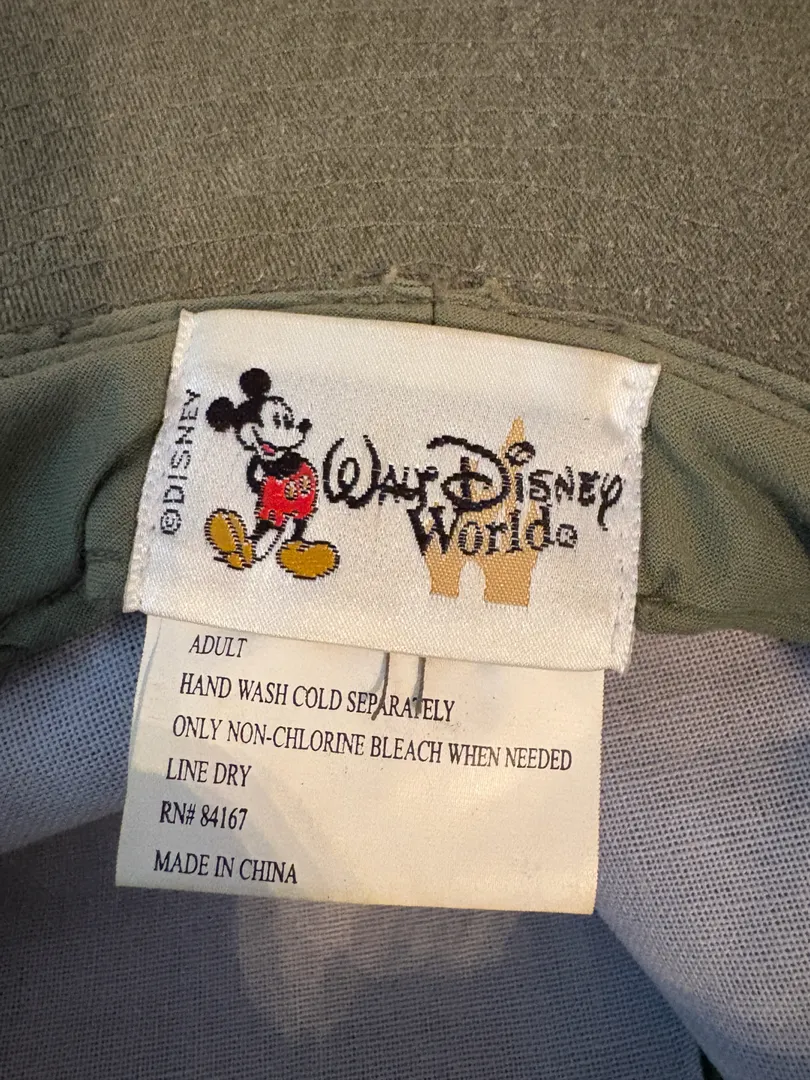 ©DISNEY
WALT DISNEY
World®
ADULT
HAND WASH COLD SEPARATELY
ONLY NON-CHLORINE BLEACH WHEN NEEDED
LINE DRY
RN# 84167
MADE IN CHINA